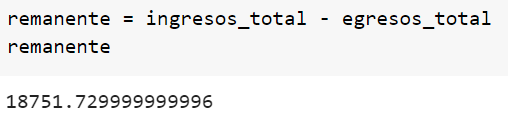 remanente = ingresos_total - egresos_total
remanente
18751.729999999996